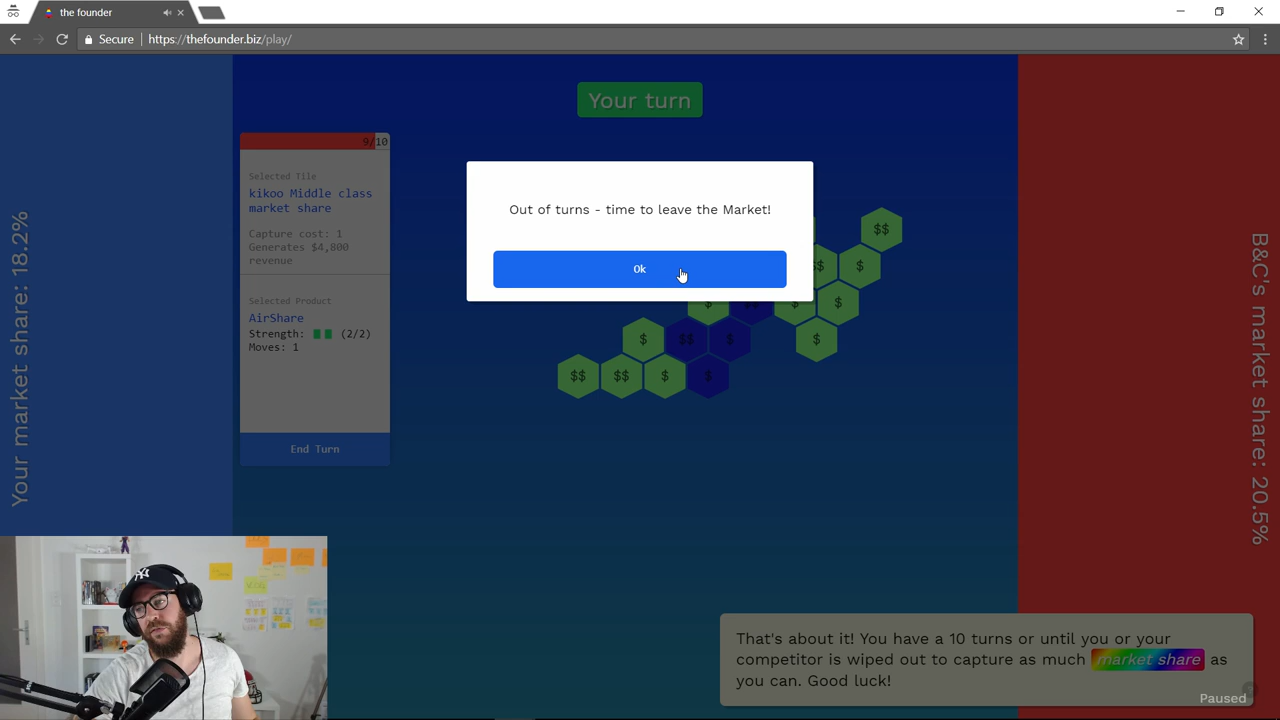 the founder
Secure
https://thefounder.biz/play/
Your turn
9/10
Selected Tile
kikoo Middle class
market share
Capture cost: 1
Generates $4,800
revenue
Selected Product
AirShare
Strength: (2/2)
Moves: 1
End Turn
Your market share: 18.2%
Out of turns - time to leave the Market!
Ok
$$
$$ $
$ $$ $ $
$ $$ $ $
$$ $$ $ $
B&C's market share: 20.5%
VLOG
That's about it! You have a 10 turns or until you or your
competitor is wiped out to capture as much market share as
you can. Good luck!
Paused